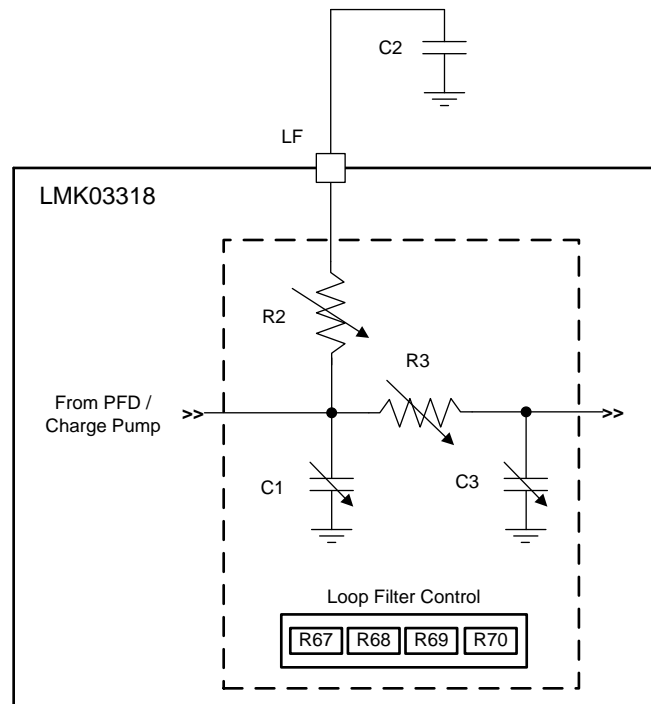 C2
LF
LMK03318
R2
R3
From PFD /
Charge Pump
>>
>>
C1
C3
Loop Filter Control
R67 R68 R69 R70